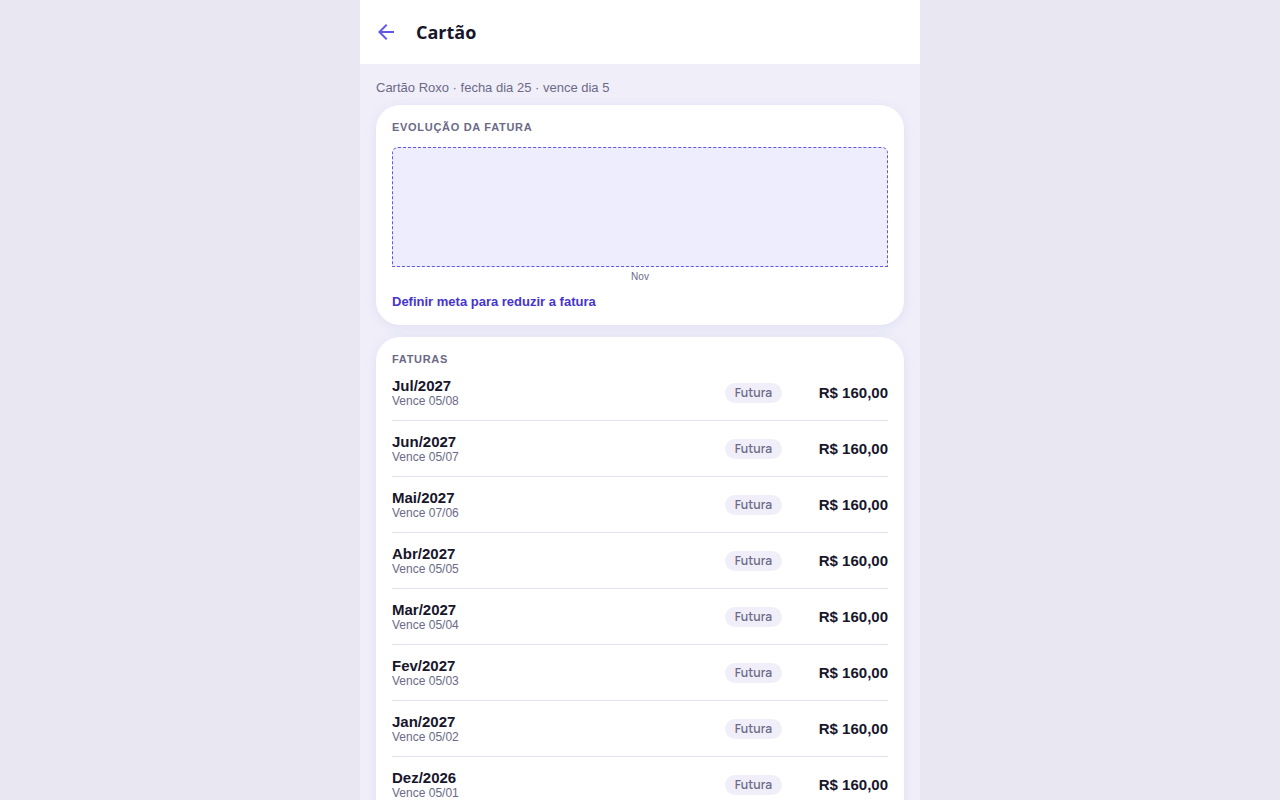 Cartão
Cartão Roxo · fecha dia 25 · vence dia 5
EVOLUÇÃO DA FATURA
Nov
Definir meta para reduzir a fatura
FATURAS
Jul/2027
Vence 05/08
Futura
R$ 160,00
Jun/2027
Vence 05/07
Futura
R$ 160,00
Mai/2027
Vence 07/06
Futura
R$ 160,00
Abr/2027
Vence 05/05
Futura
R$ 160,00
Mar/2027
Vence 05/04
Futura
R$ 160,00
Fev/2027
Vence 05/03
Futura
R$ 160,00
Jan/2027
Vence 05/02
Futura
R$ 160,00
Dez/2026
Vence 05/01
Futura
R$ 160,00